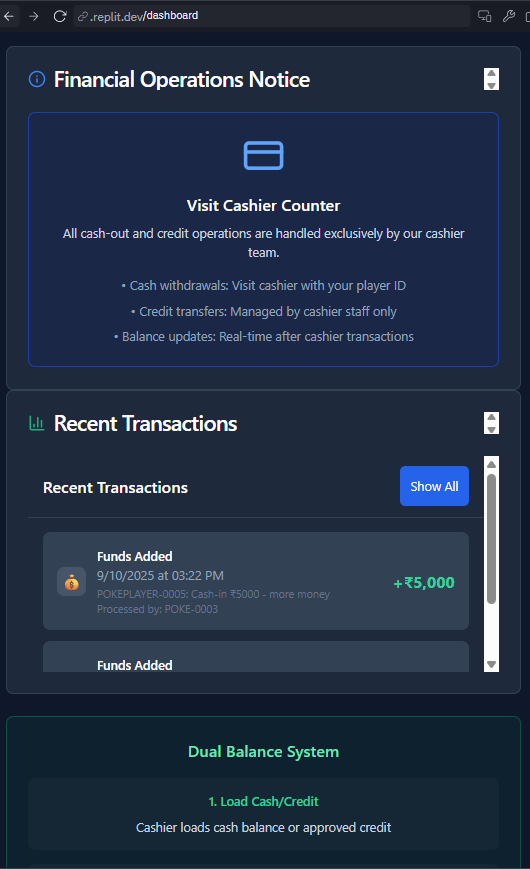 .replit.dev/dashboard
Financial Operations Notice
Visit Cashier Counter
All cash-out and credit operations are handled exclusively by our cashier
team.
• Cash withdrawals: Visit cashier with your player ID
• Credit transfers: Managed by cashier staff only
• Balance updates: Real-time after cashier transactions
Recent Transactions
Recent Transactions
Show All
Funds Added
9/10/2025 at 03:22 PM
+₹5,000
POKEPLAYER-0005: Cash-in ₹5000 - more money
Processed by: POKE-0003
Funds Added
Dual Balance System
1. Load Cash/Credit
Cashier loads cash balance or approved credit